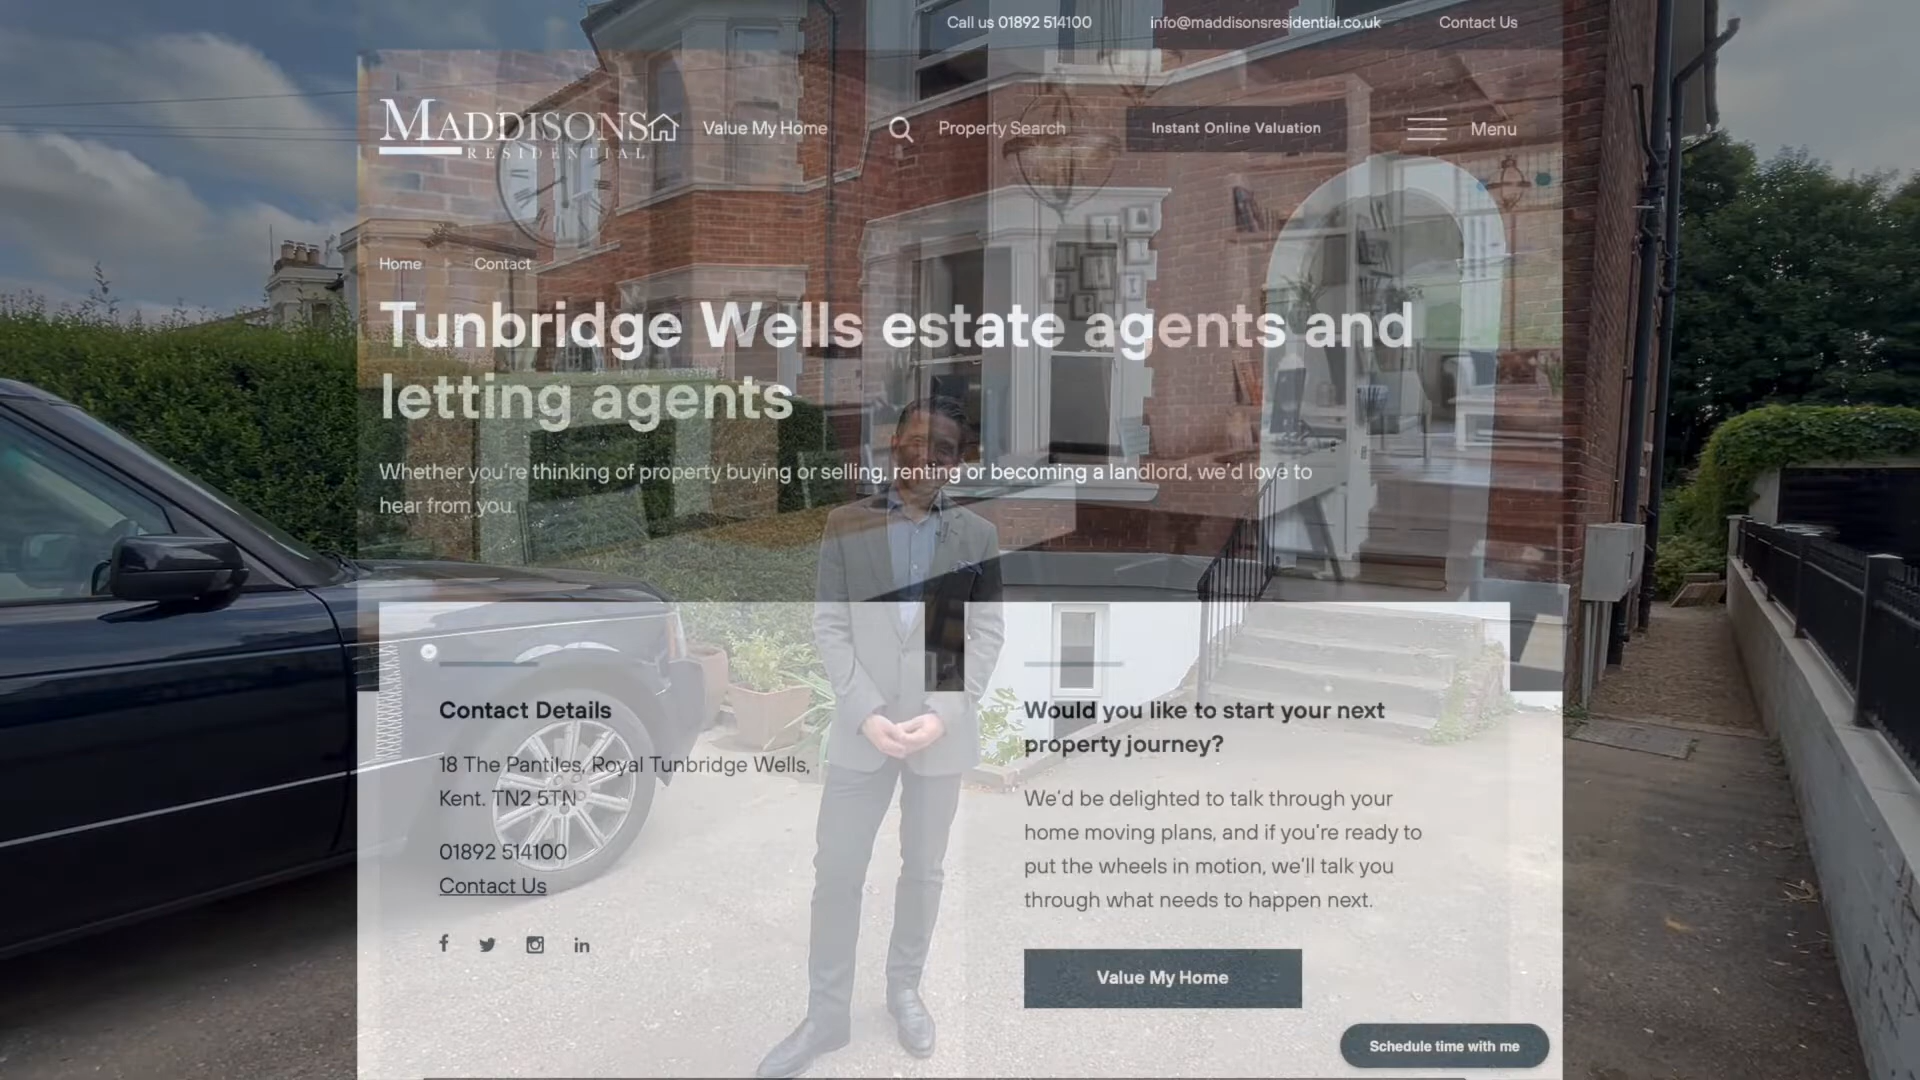 Call us 01892 514100 info@maddisonsresidential.co.uk Contact Us
MADDISONS
RESIDENTIAL
Value My Home Property Search Instant Online Valuation Menu
Home Contact
Tunbridge Wells estate agents and
letting agents
Whether you're thinking of property buying or selling, renting or becoming a landlord, we'd love to
hear from you.
Contact Details
18 The Pantiles, Royal Tunbridge Wells,
Kent. TN2 5TN
01892 514100
Contact Us
Would you like to start your next
property journey?
We'd be delighted to talk through your
home moving plans, and if you're ready to
put the wheels in motion, we'll talk you
through what needs to happen next.
Value My Home
Schedule time with me